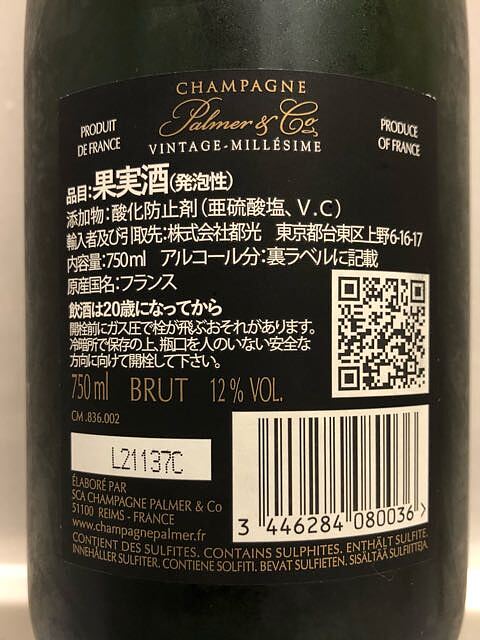 CHAMPAGNE
Palmer & Co
VINTAGE-MILLÉSIME
PRODUIT
DE FRANCE
PRODUCE
OF FRANCE
品目:果実酒(発泡性)
添加物:酸化防止剤(亜硫酸塩、V.C)
輸入者及び引取先:株式会社都光 東京都台東区上野6-16-17
内容量:750ml アルコール分:裏ラベルに記載
原産国名:フランス
飲酒は20歳になってから
開栓前にガス圧で栓が飛ぶおそれがあります。
冷暗所で保存の上、瓶口を人のいない安全な
方向に向けて開栓して下さい。
750 ml BRUT 12 % VOL.
CM .836.002
L21137C
ÉLABORÉ PAR
SCA CHAMPAGNE PALMER & Co
51100 REIMS - FRANCE
www.champagnepalmer.fr
3 446284 080036 >
CONTIENT DES SULFITES. CONTAINS SULPHITES. ENTHÄLT SULFITE.
INNEHÅLLER SULFITER. CONTIENE SOLFITI. BEVAT SULFIETEN. SISÄLTÄÄ SULFIITTEJA.